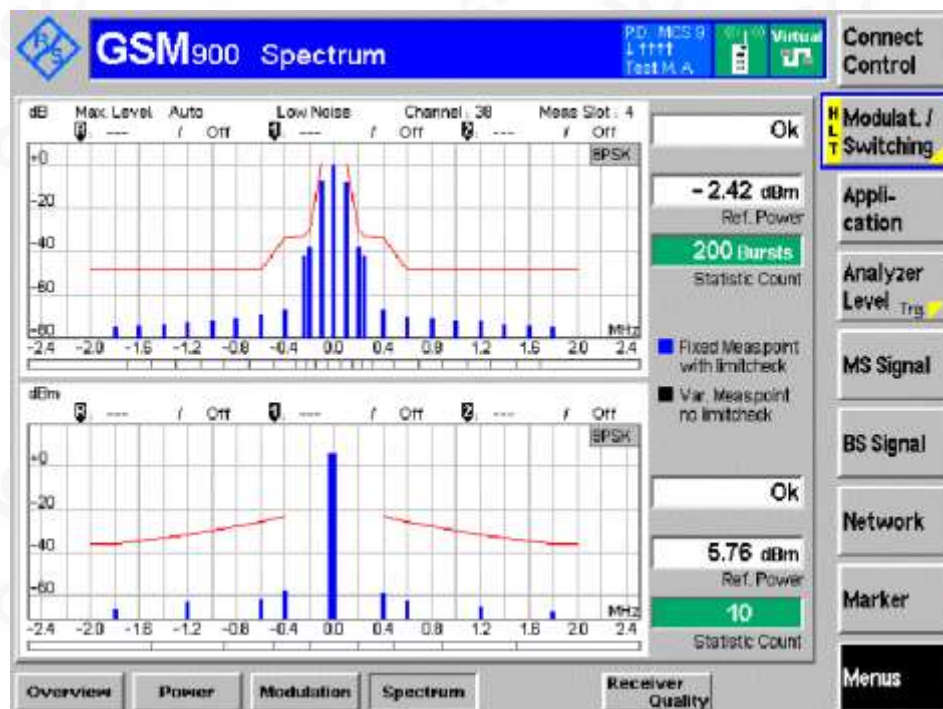 GSM900 Spectrum
P.D. MCS 9
Test M. A.
Virtual
Connect Control
dB Max. Level Auto Low Noise Channel: 38 Meas Slot: 4
--- / Off --- / Off --- / Off
8PSK
+0
-20
-40
-60
-80
MHz
-2.4 -2.0 -1.6 -1.2 -0.8 -0.4 0.0 0.4 0.8 1.2 1.6 2.0 2.4
Ok
-2.42 dBm
Ref. Power
200 Bursts
Statistic Count
Fixed Meas.point
with limitcheck
Var. Meas.point
no limitcheck
dBm
--- / Off --- / Off --- / Off
8PSK
+0
-20
-40
-60
MHz
-2.4 -2.0 -1.6 -1.2 -0.8 -0.4 0.0 0.4 0.8 1.2 1.6 2.0 2.4
Ok
5.76 dBm
Ref. Power
10
Statistic Count
HLT
Modulat. /
Switching
Appli-
cation
Analyzer
Level Trg.
MS Signal
BS Signal
Network
Marker
Menus
Overview Power Modulation Spectrum Receiver
Quality